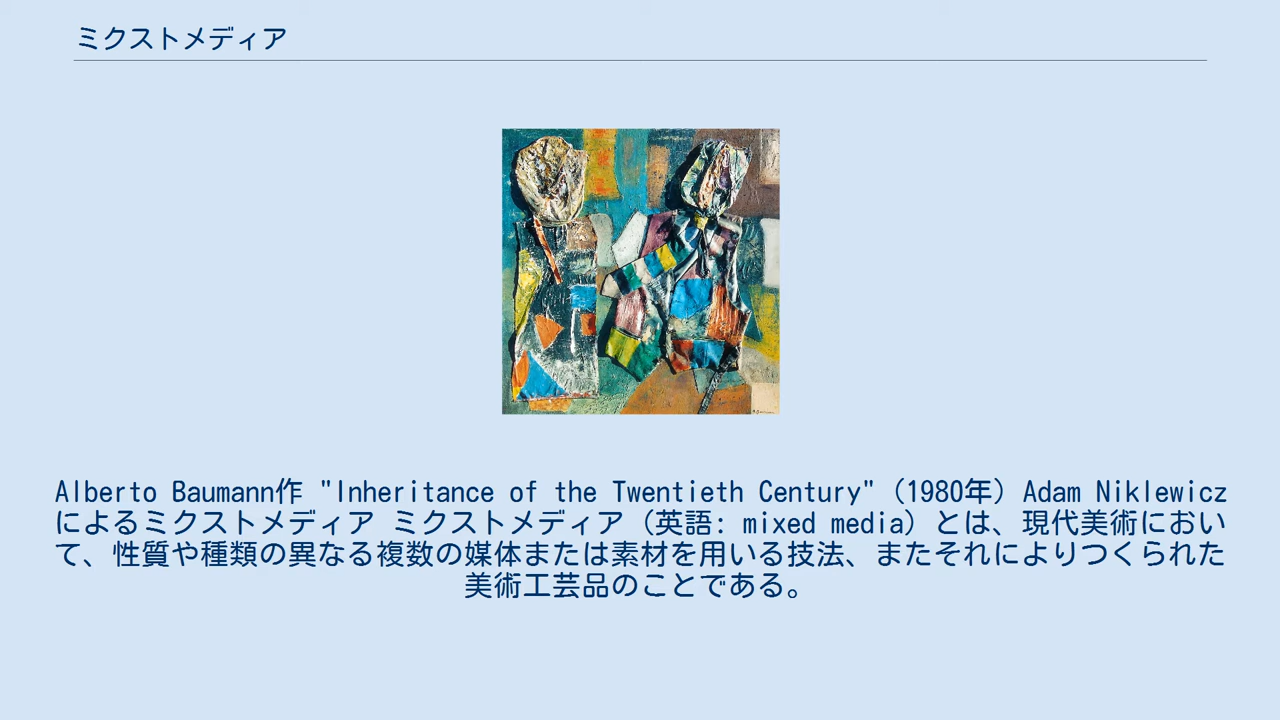 ミクストメディア
Alberto Baumann作 "Inheritance of the Twentieth Century"（1980年）Adam Niklewicz
によるミクストメディア ミクストメディア（英語: mixed media）とは、現代美術におい
て、性質や種類の異なる複数の媒体または素材を用いる技法、またそれによりつくられた
美術工芸品のことである。